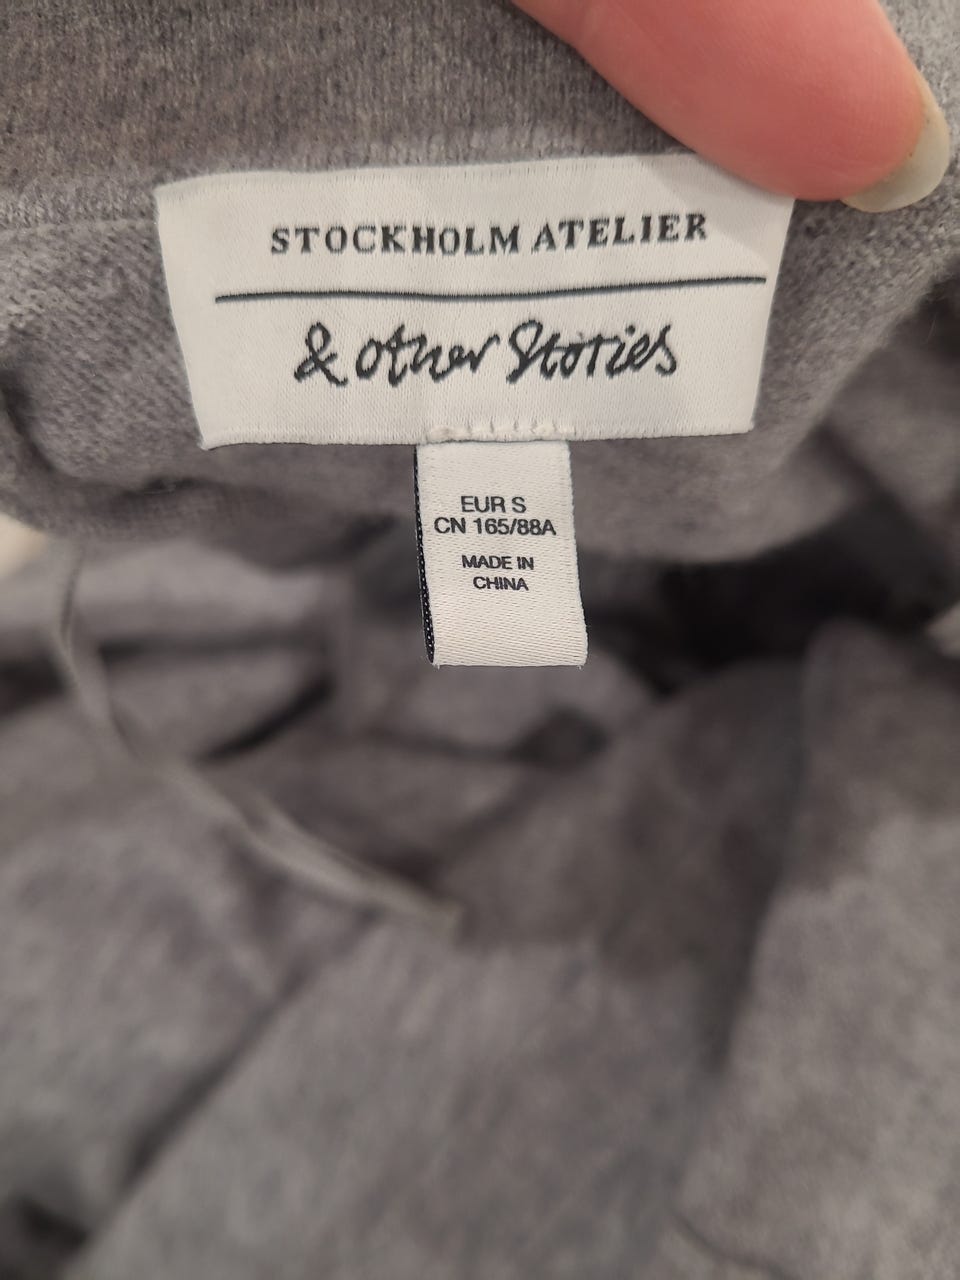 STOCKHOLM ATELIER
& other Stories
EUR S
CN 165/88A
MADE IN
CHINA